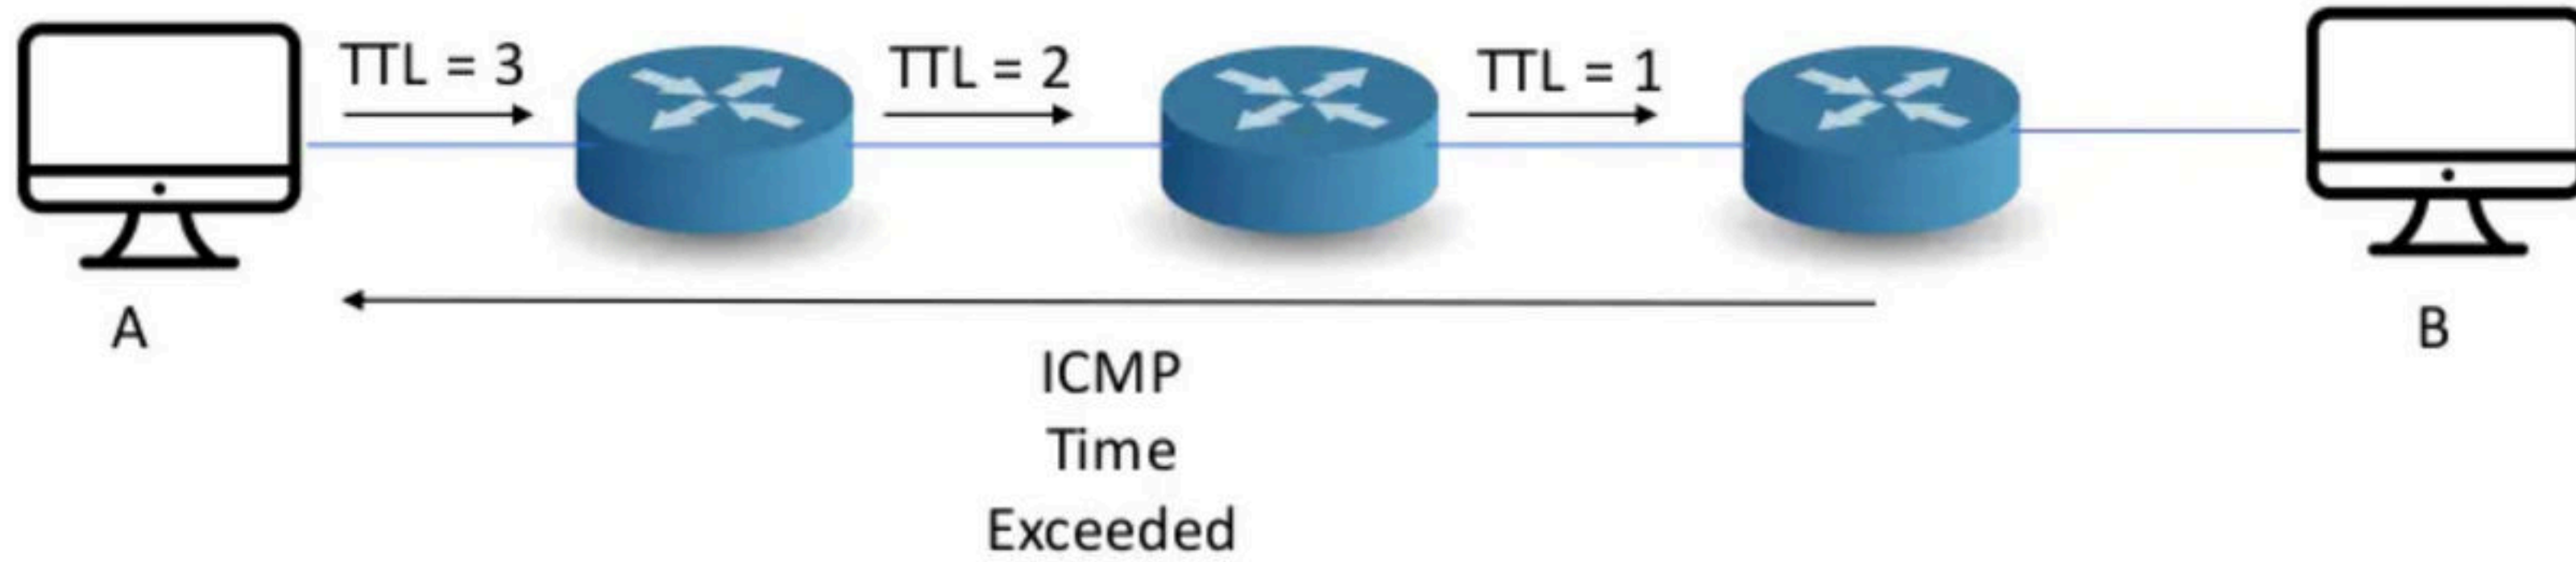 TTL = 3
TTL = 2
TTL = 1
A
B
ICMP
Time
Exceeded